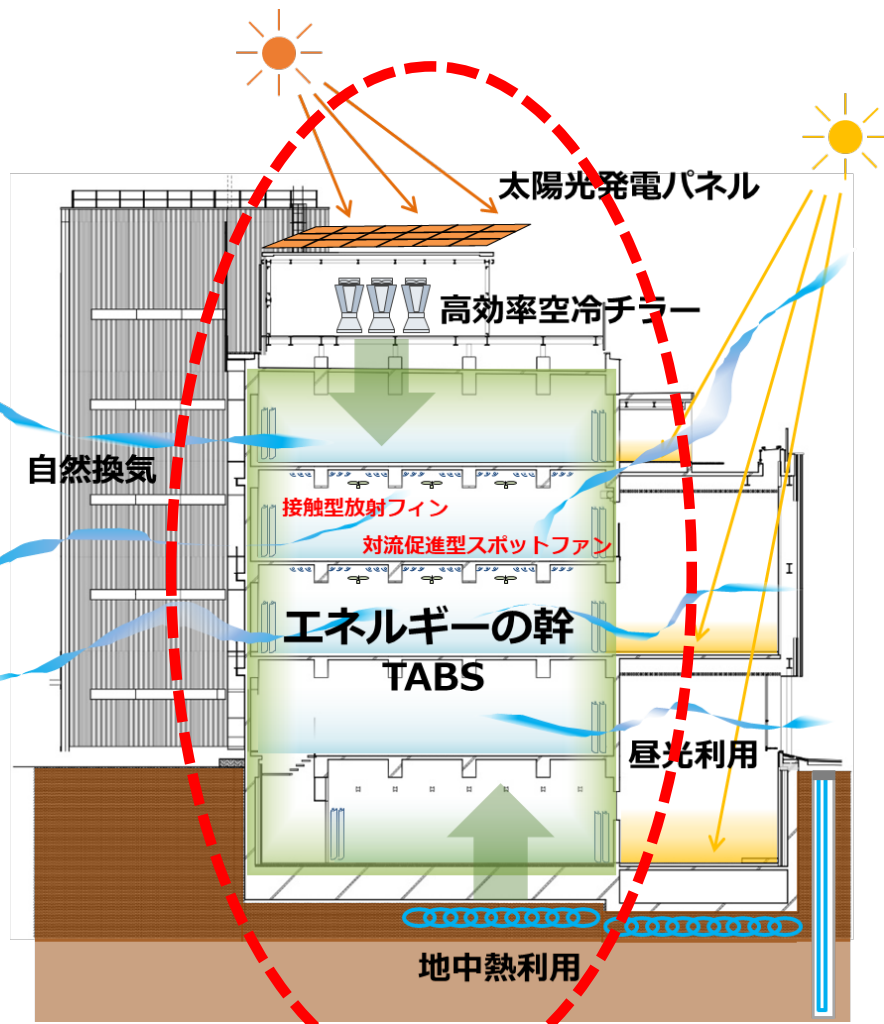 太陽光発電パネル
高効率空冷チラー
自然換気
接触型放射フィン
対流促進型スポットファン
エネルギーの幹
TABS
昼光利用
地中熱利用